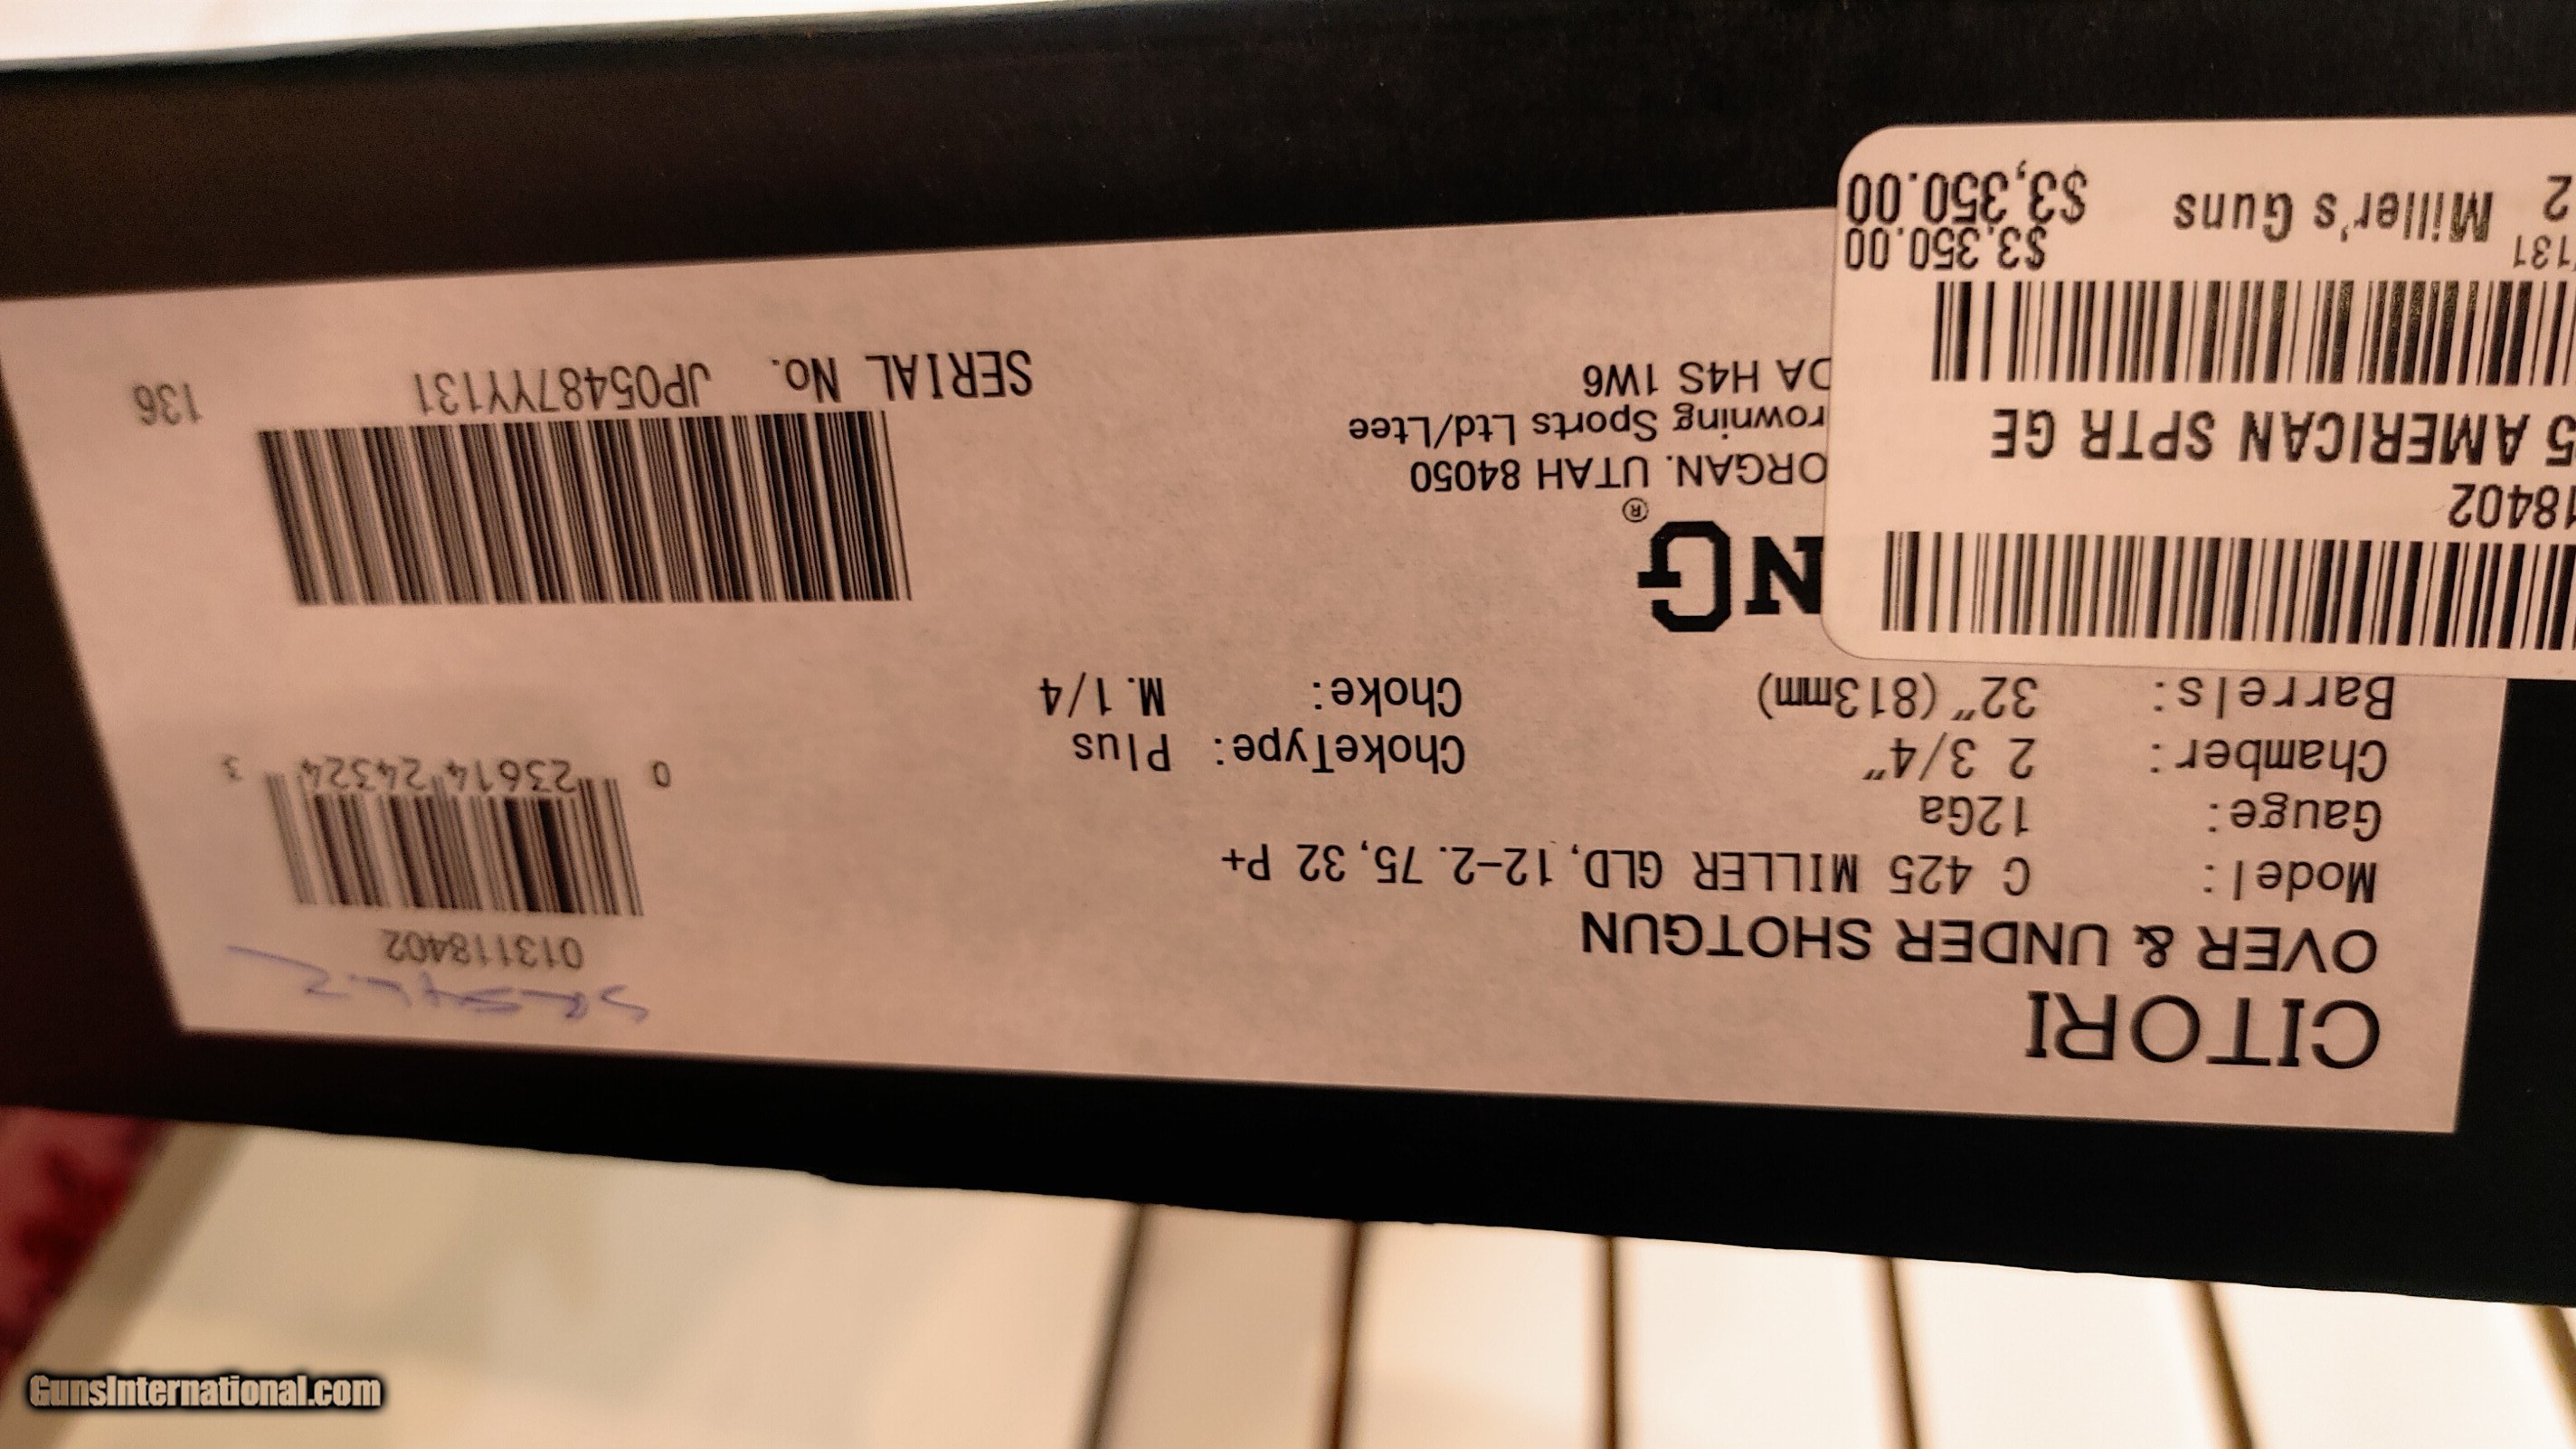 CITORI
OVER & UNDER SHOTGUN
Model: C 425 MILLER GLD, 12-2.75, 32 P+
Gauge: 12Ga
Chamber: 2 3/4" ChokeType: Plus
Barrels: 32" (813mm) Choke: M.1/4
013118402
0 23614 24324 3
NG®
ORGAN. UTAH 84050
rowning Sports Ltd/Ltee
DA H4S 1W6
SERIAL No. JP05487YY131
136
18402
5 AMERICAN SPTR GE
131 $3,350.00
2 Miller's Guns $3,350.00
GunsInternational.com